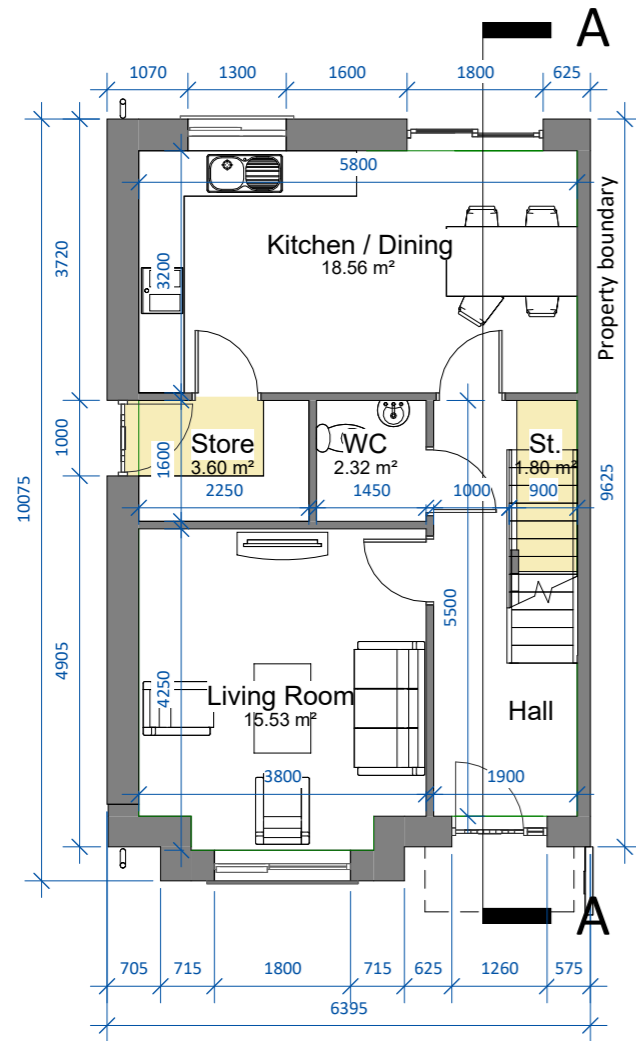 A
1070 1300 1600 1800 625
5800
Property boundary
Kitchen / Dining
18.56 m²
3720
3200
1000
Store
3.60 m²
1600
WC
2.32 m²
St.
1.80 m²
2250 1450 1000 900
10075
9625
5500
4905
4250
Living Room
15.53 m²
Hall
3800 1900
A
705 715 1800 715 625 1260 575
6395